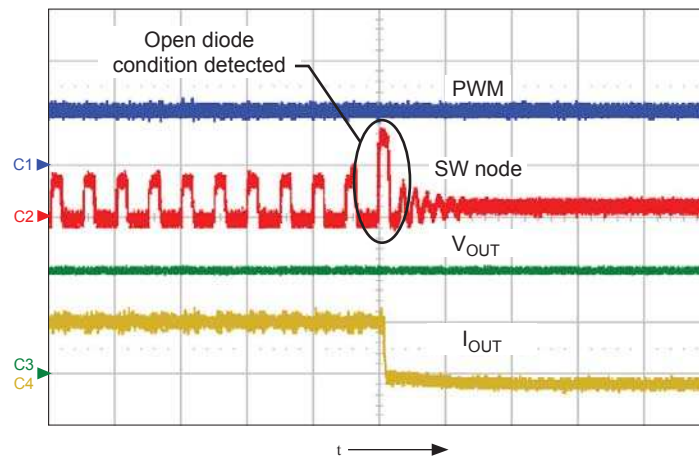 Open diode
condition detected
PWM
C1
SW node
C2
VOUT
IOUT
C3
C4
t